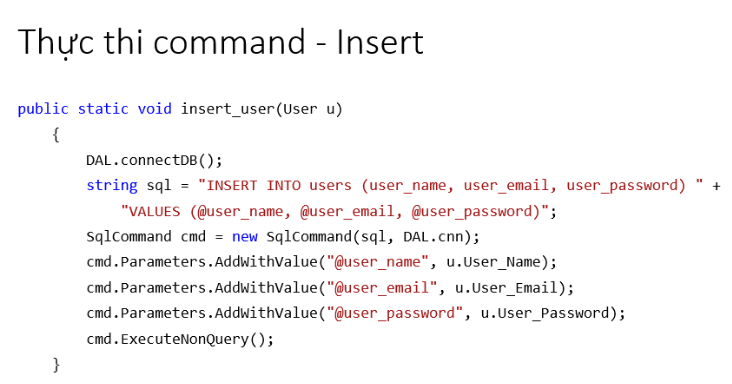 Thực thi command - Insert
public static void insert_user(User u)
{
DAL.connectDB();
string sql = "INSERT INTO users (user_name, user_email, user_password) " +
"VALUES (@user_name, @user_email, @user_password)";
SqlCommand cmd = new SqlCommand(sql, DAL.cnn);
cmd.Parameters.AddWithValue("@user_name", u.User_Name);
cmd.Parameters.AddWithValue("@user_email", u.User_Email);
cmd.Parameters.AddWithValue("@user_password", u.User_Password);
cmd.ExecuteNonQuery();
}